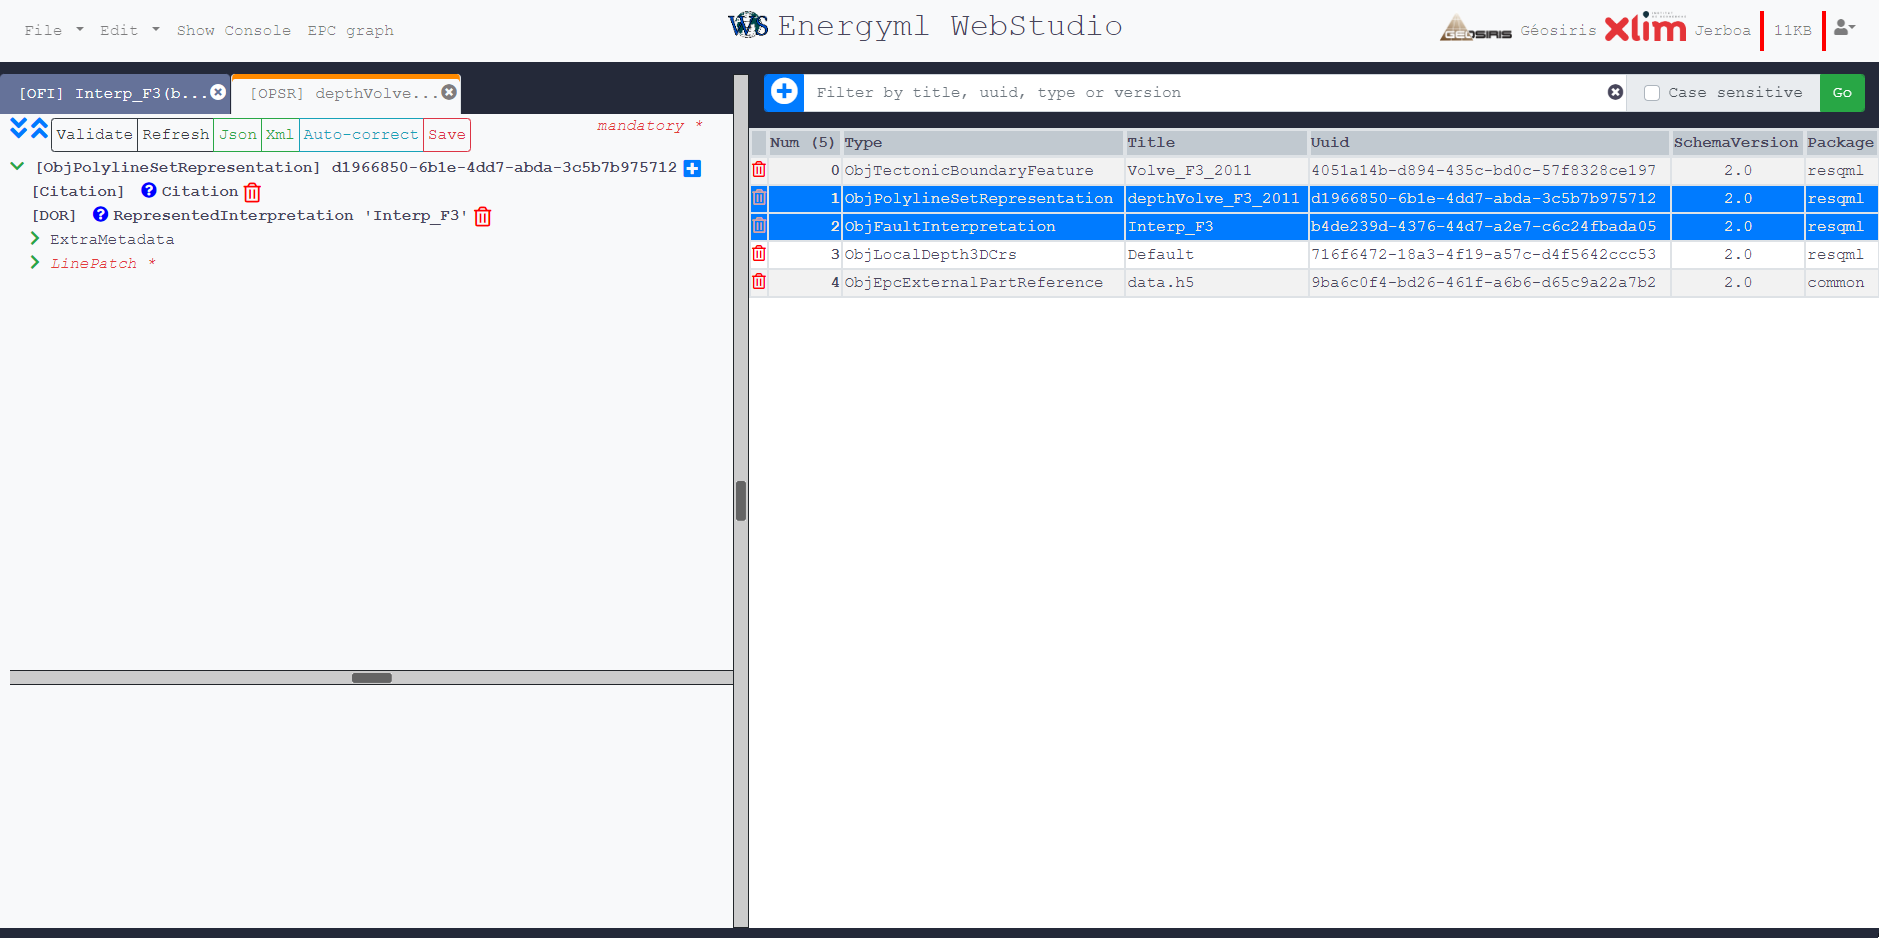 File Edit Show Console EPC graph
WS Energyml WebStudio
GEOSIRIS Géosiris Xlim Jerboa 11KB
[OFI] Interp_F3(b... [OPSR] depthVolve...
Filter by title, uuid, type or version Case sensitive Go
Validate Refresh Json Xml Auto-correct Save mandatory *
[ObjPolylineSetRepresentation] d1966850-6b1e-4dd7-abda-3c5b7b975712
[Citation] Citation
[DOR] RepresentedInterpretation 'Interp_F3'
ExtraMetadata
LinePatch *
Num (5) Type Title Uuid SchemaVersion Package
0 ObjTectonicBoundaryFeature Volve_F3_2011 4051a14b-d894-435c-bd0c-57f8328ce197 2.0 resqml
1 ObjPolylineSetRepresentation depthVolve_F3_2011 d1966850-6b1e-4dd7-abda-3c5b7b975712 2.0 resqml
2 ObjFaultInterpretation Interp_F3 b4de239d-4376-44d7-a2e7-c6c24fbada05 2.0 resqml
3 ObjLocalDepth3DCrs Default 716f6472-18a3-4f19-a57c-d4f5642ccc53 2.0 resqml
4 ObjEpcExternalPartReference data.h5 9ba6c0f4-bd26-461f-a6b6-d65c9a22a7b2 2.0 common